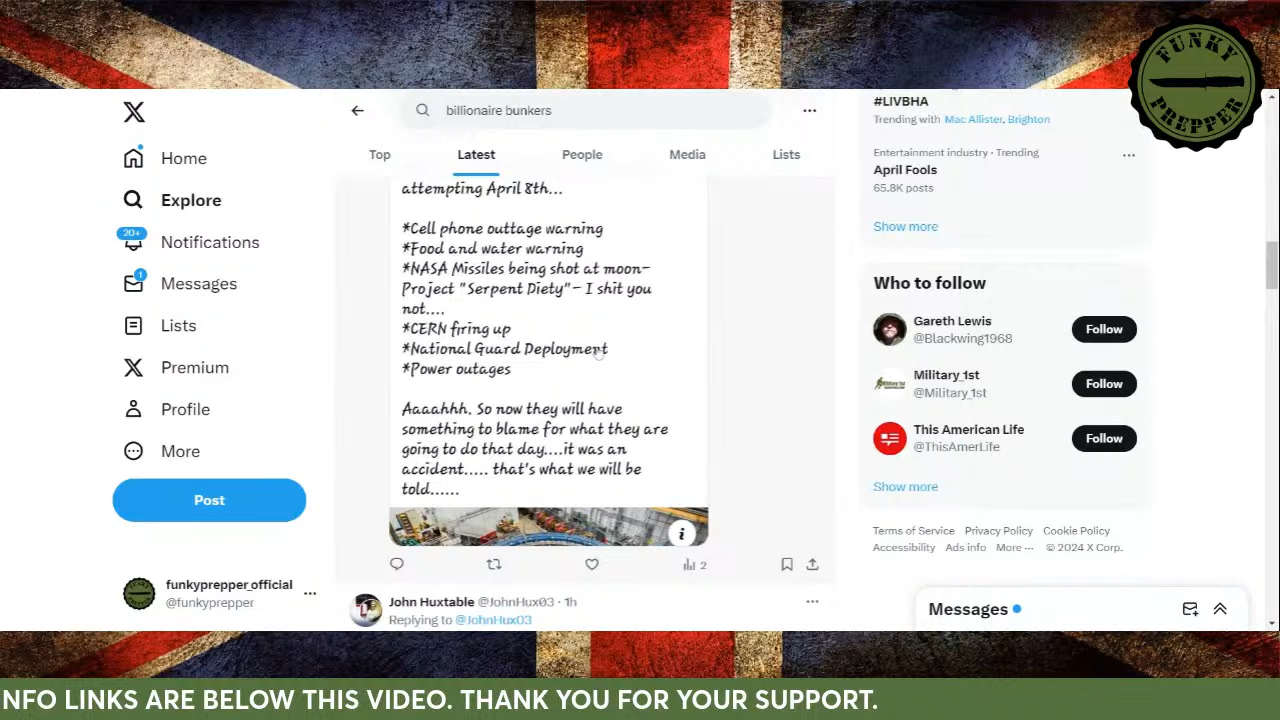 FUNKY
PREPPER
billionaire bunkers
Top
Latest
People
Media
Lists
Home
Explore
20+
Notifications
1
Messages
Lists
Premium
Profile
More
Post
funkyprepper official
@funkyprepper
attempting April 8th...
*Cell phone outtage warning
*Food and water warning
*NASA Missiles being shot at moon-
Project "Serpent Diety"- I shit you
not....
*CERN firing up
*National Guard Deployment
*Power outages
Aaaahhh. So now they will have
something to blame for what they are
going to do that day....it was an
accident..... that's what we will be
told......
i
2
John Huxtable @JohnHux03 · 1h
Replying to @JohnHux03
#LIVBHA
Trending with Mac Allister, Brighton
Entertainment industry · Trending
April Fools
65.8K posts
Show more
Who to follow
Gareth Lewis
@Blackwing1968
Follow
Military_1st
@Military_1st
Follow
This American Life
@ThisAmerLife
Follow
Show more
Terms of Service Privacy Policy Cookie Policy
Accessibility Ads info More ··· © 2024 X Corp.
Messages
NFO LINKS ARE BELOW THIS VIDEO. THANK YOU FOR YOUR SUPPORT.